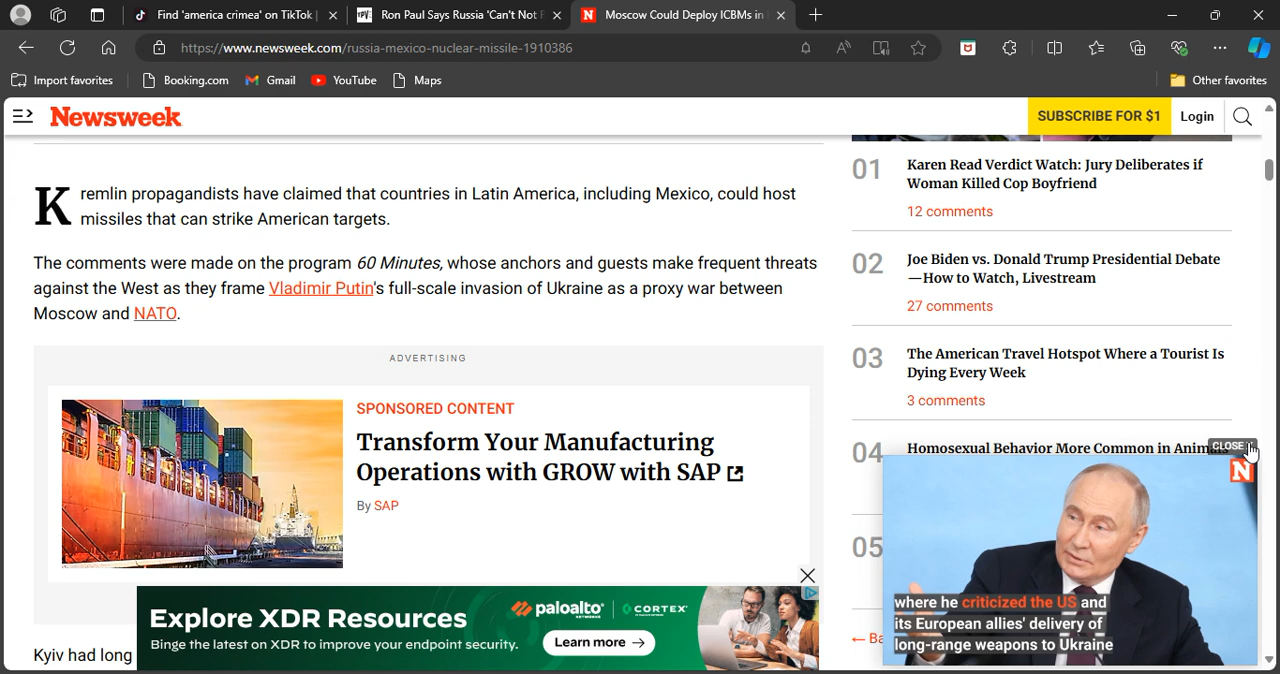 Find 'america crimea' on TikTok |
Ron Paul Says Russia 'Can't Not F
Moscow Could Deploy ICBMs in
https://www.newsweek.com/russia-mexico-nuclear-missile-1910386
Import favorites
Booking.com
Gmail
YouTube
Maps
Other favorites
Newsweek
SUBSCRIBE FOR $1
Login
Kremlin propagandists have claimed that countries in Latin America, including Mexico, could host
missiles that can strike American targets.
The comments were made on the program 60 Minutes, whose anchors and guests make frequent threats
against the West as they frame Vladimir Putin's full-scale invasion of Ukraine as a proxy war between
Moscow and NATO.
ADVERTISING
SPONSORED CONTENT
Transform Your Manufacturing
Operations with GROW with SAP
By SAP
Explore XDR Resources
Binge the latest on XDR to improve your endpoint security.
paloalto NETWORKS | CORTEX
Learn more →
Kyiv had long
01
Karen Read Verdict Watch: Jury Deliberates if
Woman Killed Cop Boyfriend
12 comments
02
Joe Biden vs. Donald Trump Presidential Debate
—How to Watch, Livestream
27 comments
03
The American Travel Hotspot Where a Tourist Is
Dying Every Week
3 comments
04
Homosexual Behavior More Common in
CLOSE
N
where he criticized the US and
its European allies' delivery of
long-range weapons to Ukraine
05
← Ba